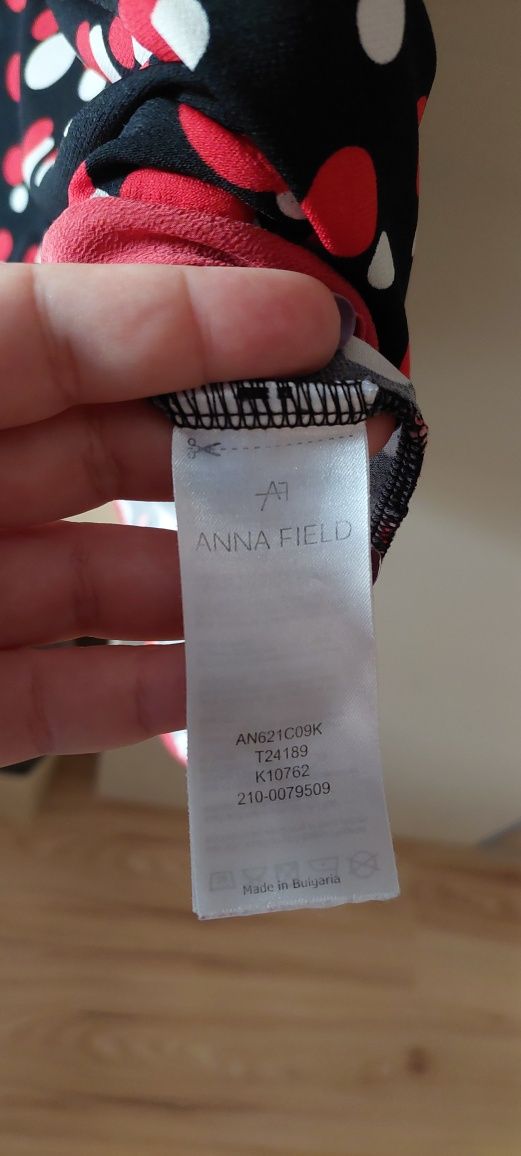 AF
ANNA FIELD
AN621C09K
T24189
K10762
210-0079509
Made in Bulgaria